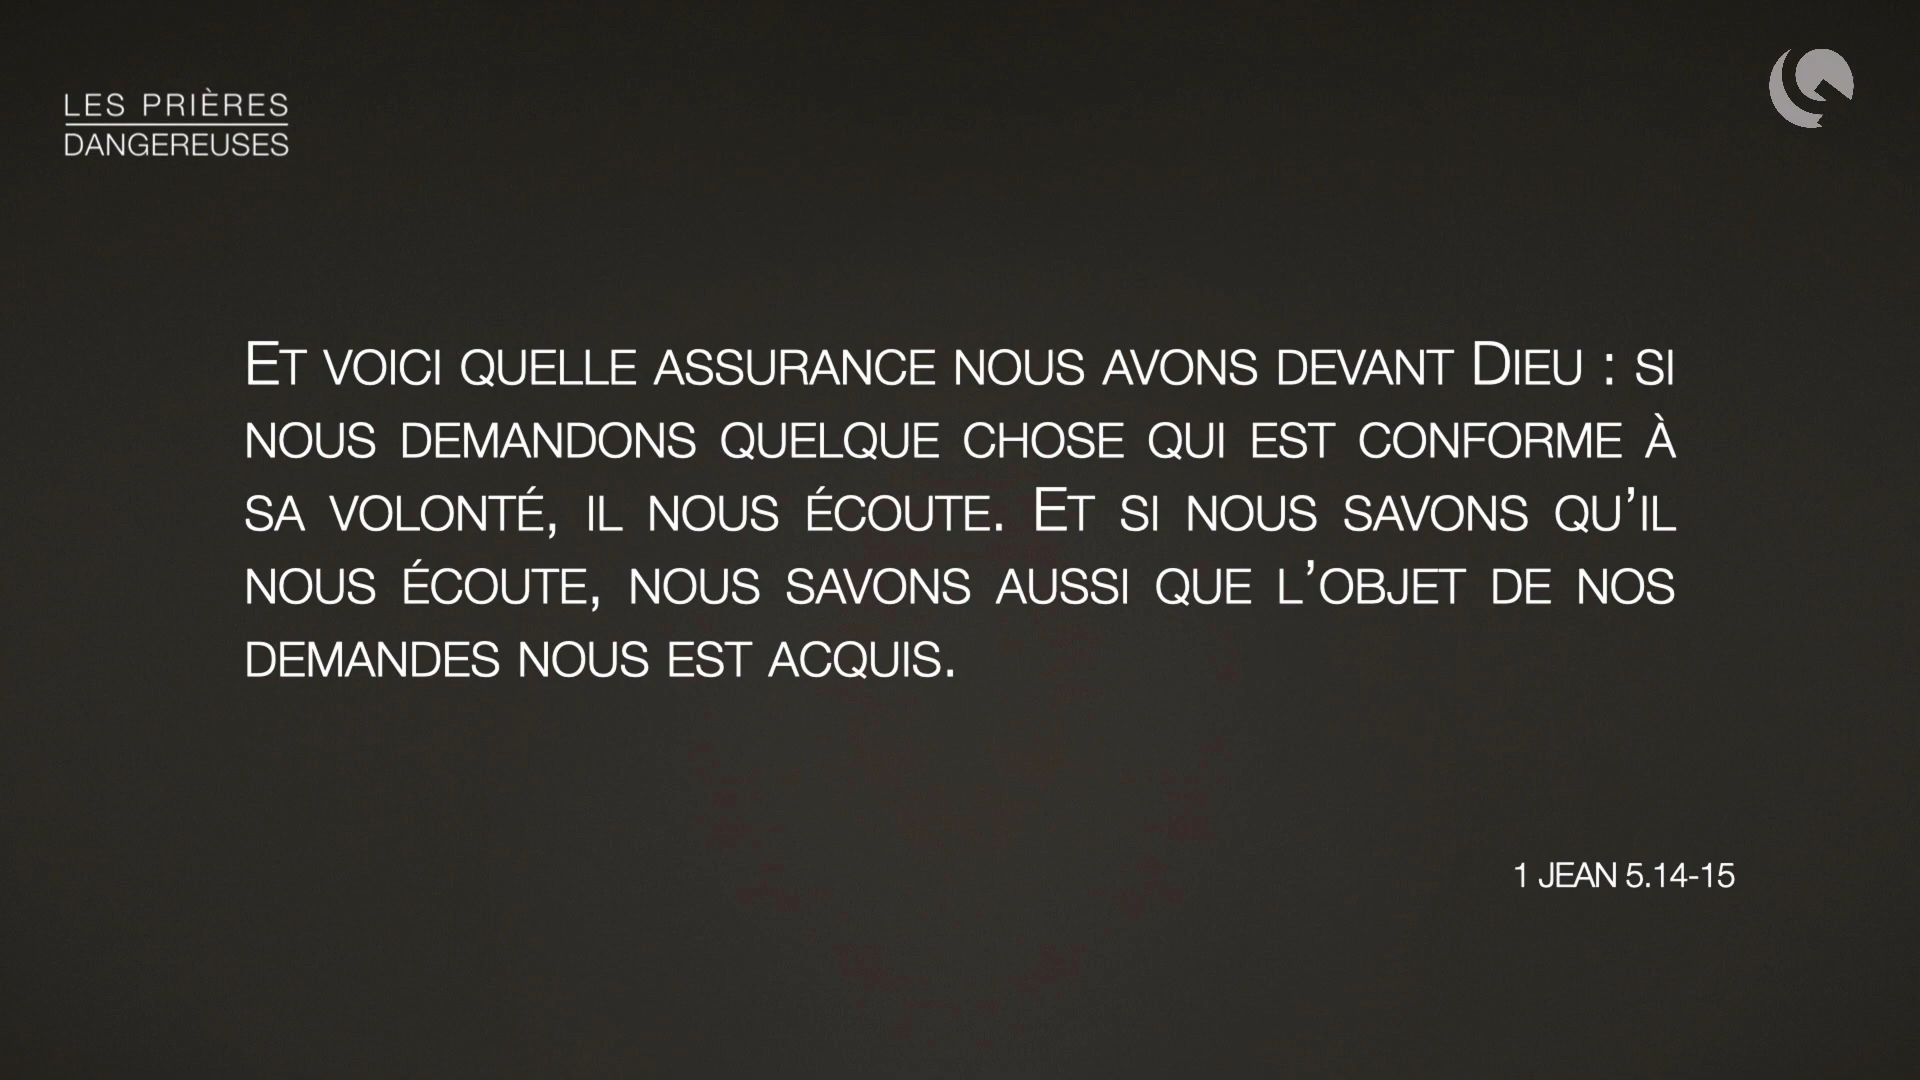 LES PRIÈRES
DANGEREUSES
ET VOICI QUELLE ASSURANCE NOUS AVONS DEVANT DIEU : SI
NOUS DEMANDONS QUELQUE CHOSE QUI EST CONFORME À
SA VOLONTÉ, IL NOUS ÉCOUTE. ET SI NOUS SAVONS QU’IL
NOUS ÉCOUTE, NOUS SAVONS AUSSI QUE L’OBJET DE NOS
DEMANDES NOUS EST ACQUIS.
1 JEAN 5.14-15